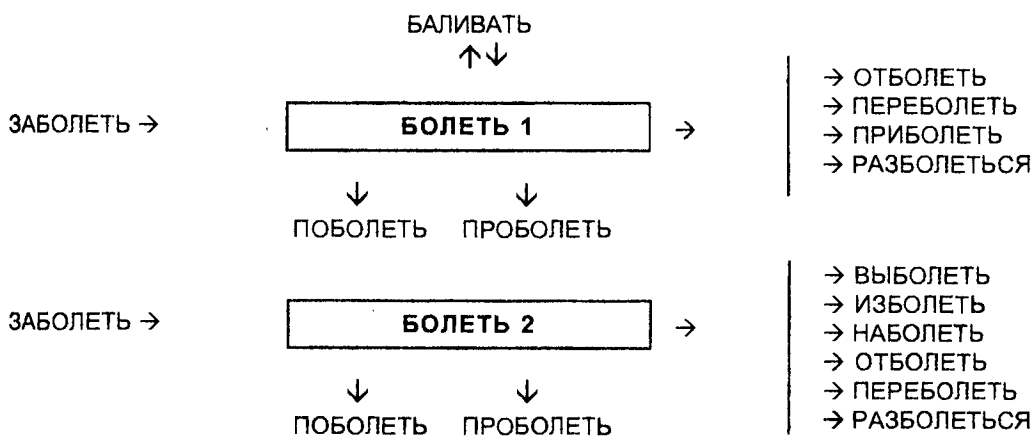 БАЛИВАТЬ
↑↓
ЗАБОЛЕТЬ → БОЛЕТЬ 1 →
→ ОТБОЛЕТЬ
→ ПЕРЕБОЛЕТЬ
→ ПРИБОЛЕТЬ
→ РАЗБОЛЕТЬСЯ
↓ ↓
ПОБОЛЕТЬ ПРОБОЛЕТЬ
ЗАБОЛЕТЬ → БОЛЕТЬ 2 →
→ ВЫБОЛЕТЬ
→ ИЗБОЛЕТЬ
→ НАБОЛЕТЬ
→ ОТБОЛЕТЬ
→ ПЕРЕБОЛЕТЬ
→ РАЗБОЛЕТЬСЯ
↓ ↓
ПОБОЛЕТЬ ПРОБОЛЕТЬ